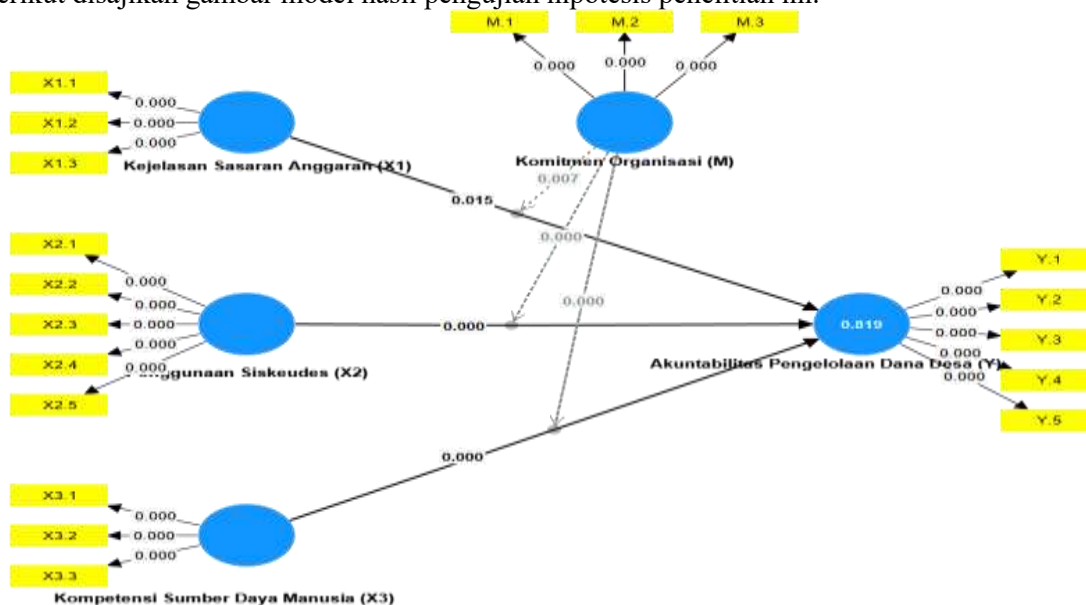 erikut disajikan gambar model hasil pengujian hipotesis penelitian ini.
M.1 M.2 M.3
0.000 0.000 0.000
X1.1
X1.2
X1.3
0.000
0.000
0.000
Kejelasan Sasaran Anggaran (X1)
Komitmen Organisasi (M)
0.007
0.015
0.000
0.000
X2.1
X2.2
X2.3
X2.4
X2.5
0.000
0.000
0.000
0.000
0.000
Siskeudes (X2)
0.000
0.819
Akuntabilitas Pengelolaan Dana Desa (Y)
Y.1
Y.2
Y.3
Y.4
Y.5
0.000
0.000
0.000
0.000
0.000
0.000
X3.1
X3.2
X3.3
0.000
0.000
0.000
Kompetensi Sumber Daya Manusia (X3)